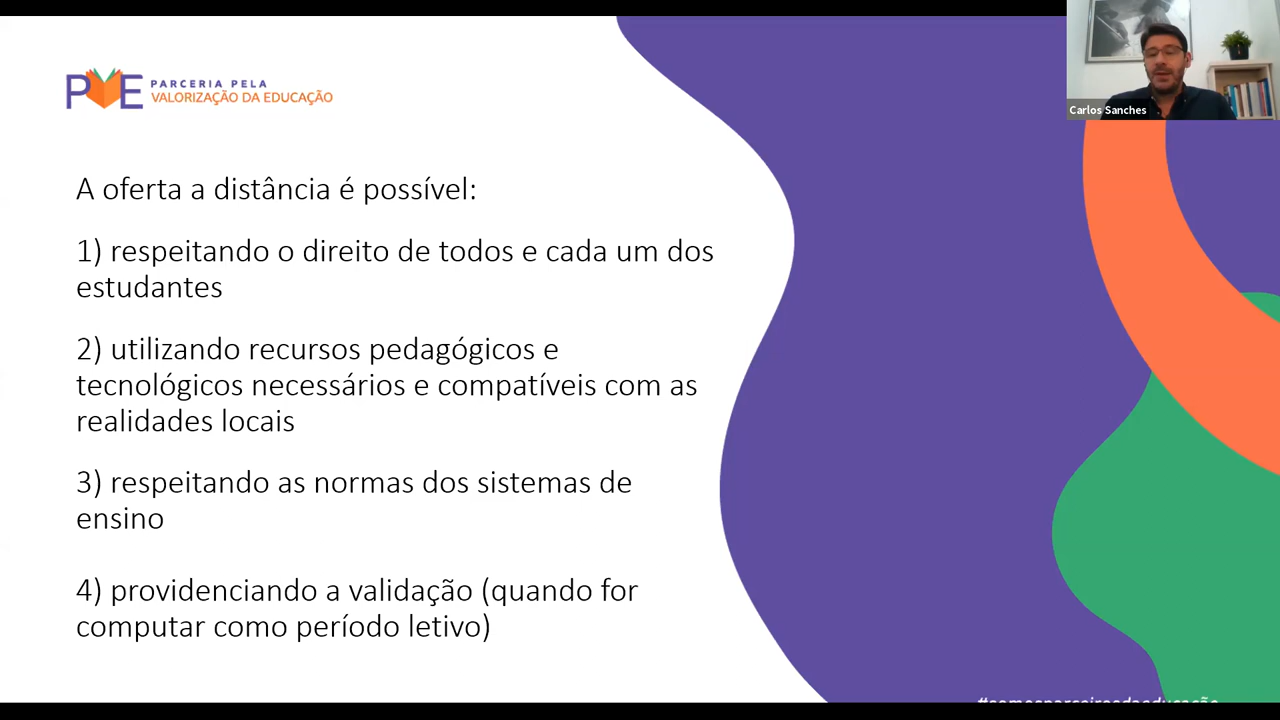 PVE PARCERIA PELA
VALORIZAÇÃO DA EDUCAÇÃO
Carlos Sanches
A oferta a distância é possível:
1) respeitando o direito de todos e cada um dos
estudantes
2) utilizando recursos pedagógicos e
tecnológicos necessários e compatíveis com as
realidades locais
3) respeitando as normas dos sistemas de
ensino
4) providenciando a validação (quando for
computar como período letivo)
#somosparceirosdaeducação